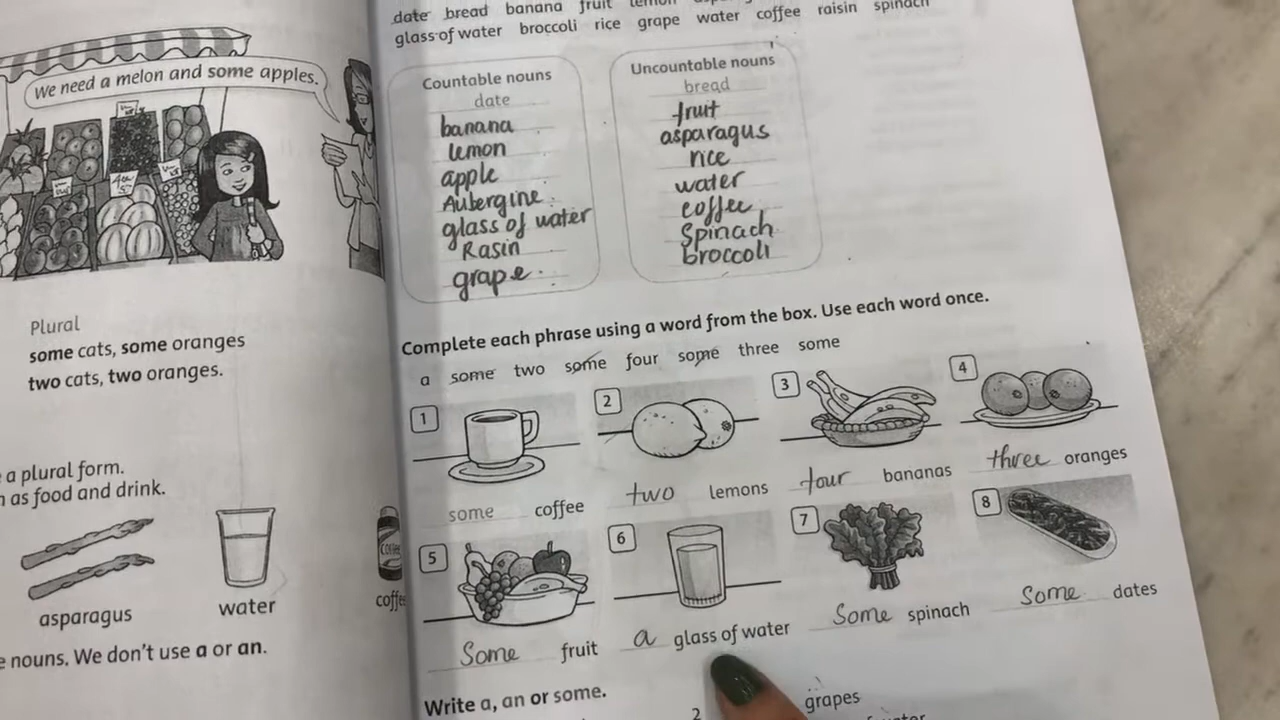 date bread banana fruit lemon
glass of water broccoli rice grape water coffee raisin spinach
We need a melon and some apples.
Countable nouns
date
banana
lemon
apple
Aubergine
glass of water
Rasin
grape
Uncountable nouns
bread
fruit
asparagus
rice
water
coffee
Spinach
broccoli
Plural
some cats, some oranges
two cats, two oranges.
a plural form.
as food and drink.
asparagus
water
coffee
nouns. We don't use a or an.
Complete each phrase using a word from the box. Use each word once.
a some two some four some three some
1 some coffee
2 two lemons
3 four bananas
4 three oranges
5 Some fruit
6 a glass of water
7 Some spinach
8 Some dates
Write a, an or some.
2 grapes